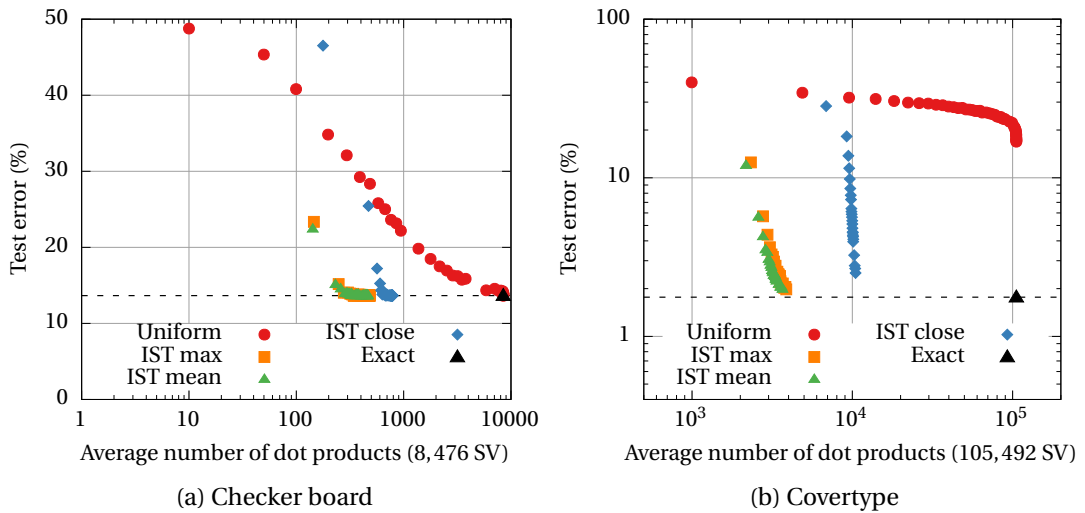 50
40
30
20
10
0
Test error (%)
1
10
100
1000
10000
Uniform
IST max
IST mean
IST close
Exact
Average number of dot products (8,476 SV)
(a) Checker board
100
10
1
Test error (%)
10³
10⁴
10⁵
Uniform
IST max
IST mean
IST close
Exact
Average number of dot products (105,492 SV)
(b) Covertype